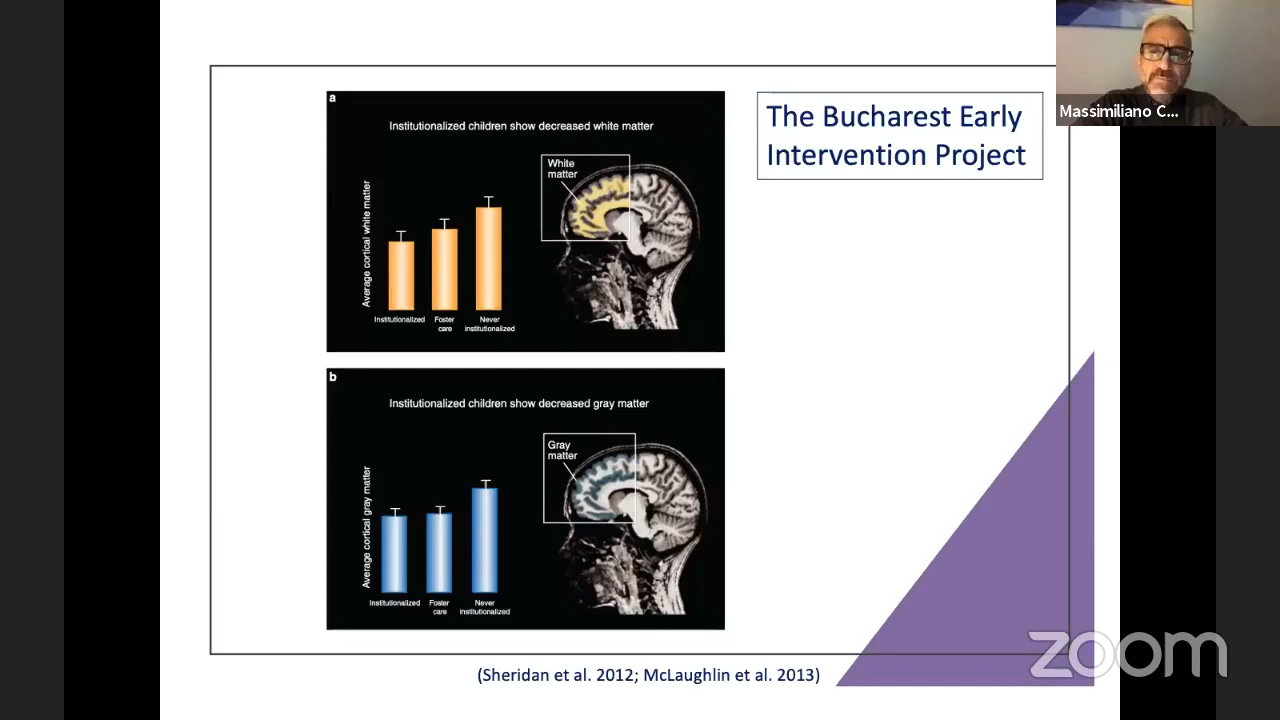 Massimiliano C...
The Bucharest Early
Intervention Project
a
Institutionalized children show decreased white matter
White
matter
Average cortical white matter
Institutionalized
Foster
care
Never
institutionalized
b
Institutionalized children show decreased gray matter
Gray
matter
Average cortical gray matter
Institutionalized
Foster
care
Never
institutionalized
(Sheridan et al. 2012; McLaughlin et al. 2013)
zoom